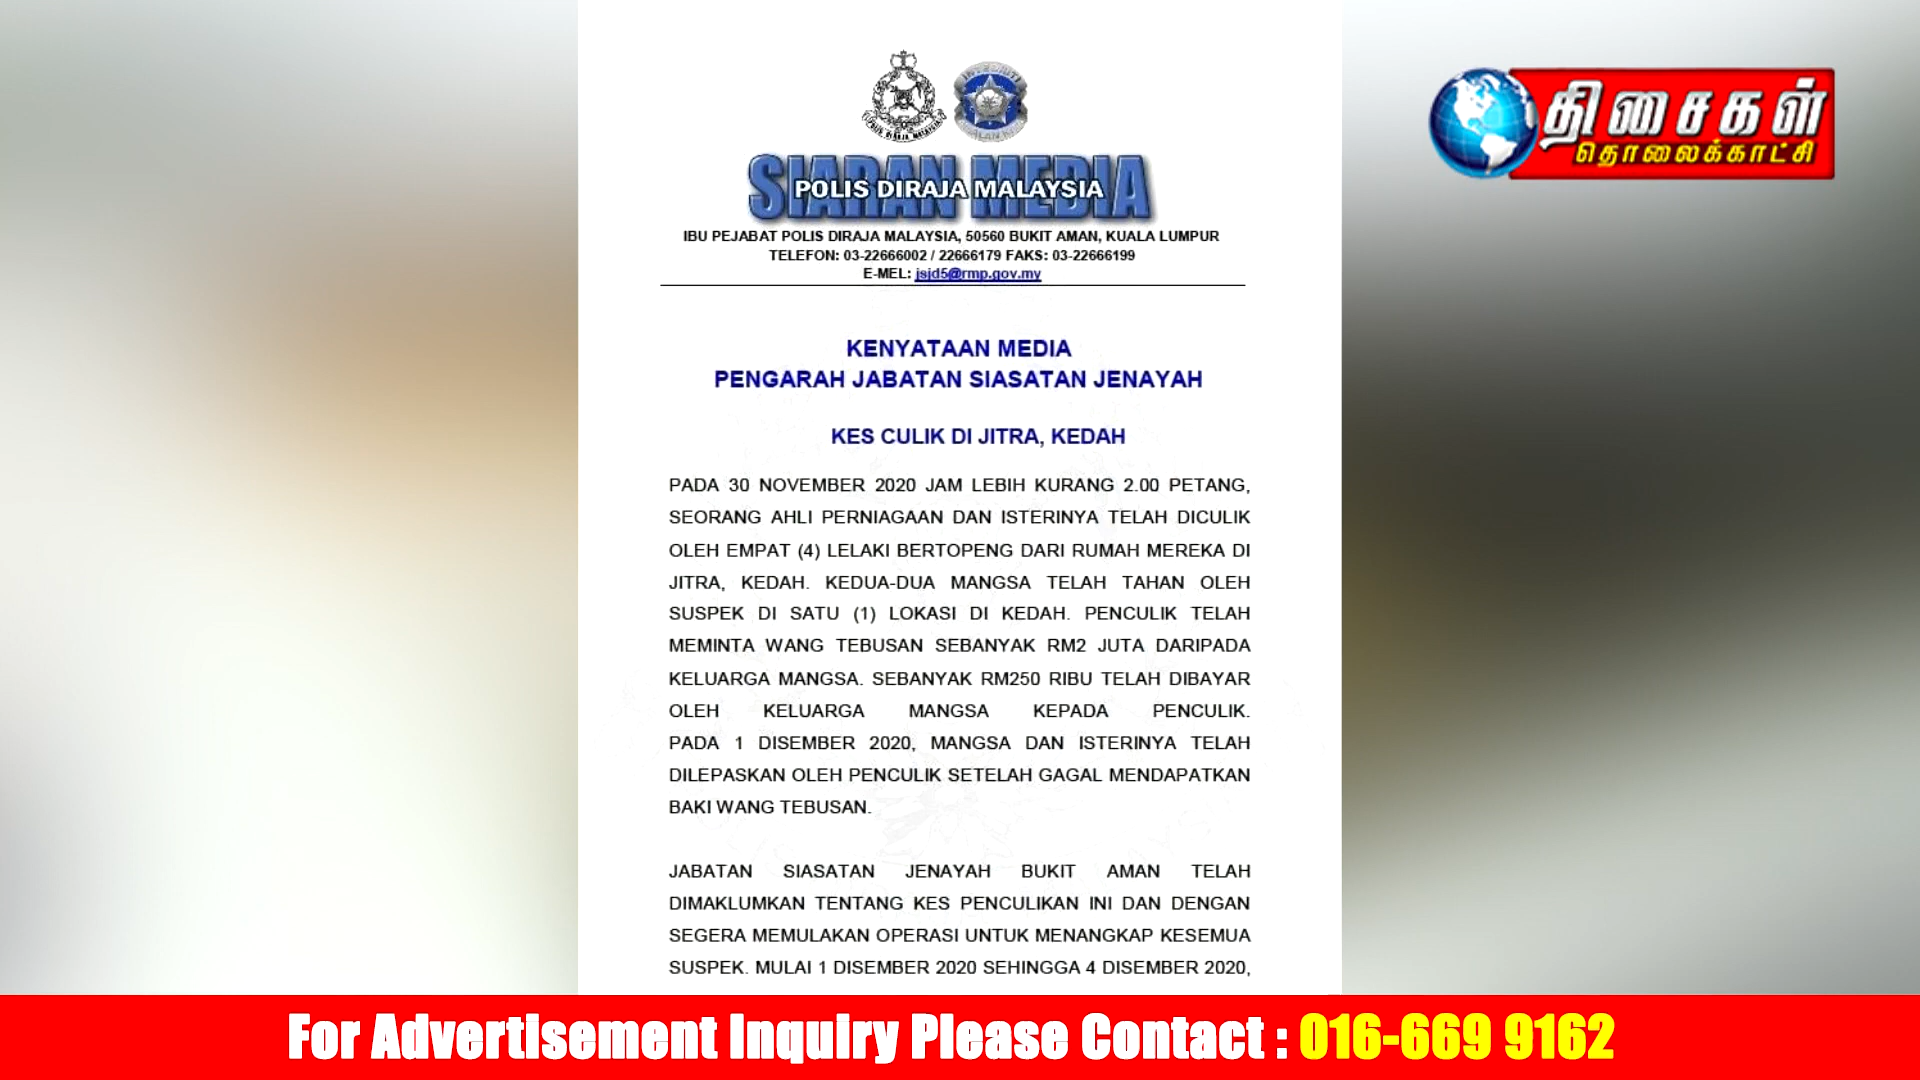 POLIS DIRAJA MALAYSIA
INTEGRITI
SIARAN MEDIA
POLIS DIRAJA MALAYSIA
திசைகள்
தொலைக்காட்சி
IBU PEJABAT POLIS DIRAJA MALAYSIA, 50560 BUKIT AMAN, KUALA LUMPUR
TELEFON: 03-22666002 / 22666179 FAKS: 03-22666199
E-MEL: jsjd5@rmp.gov.my
KENYATAAN MEDIA
PENGARAH JABATAN SIASATAN JENAYAH
KES CULIK DI JITRA, KEDAH
PADA 30 NOVEMBER 2020 JAM LEBIH KURANG 2.00 PETANG,
SEORANG AHLI PERNIAGAAN DAN ISTERINYA TELAH DICULIK
OLEH EMPAT (4) LELAKI BERTOPENG DARI RUMAH MEREKA DI
JITRA, KEDAH. KEDUA-DUA MANGSA TELAH TAHAN OLEH
SUSPEK DI SATU (1) LOKASI DI KEDAH. PENCULIK TELAH
MEMINTA WANG TEBUSAN SEBANYAK RM2 JUTA DARIPADA
KELUARGA MANGSA. SEBANYAK RM250 RIBU TELAH DIBAYAR
OLEH KELUARGA MANGSA KEPADA PENCULIK.
PADA 1 DISEMBER 2020, MANGSA DAN ISTERINYA TELAH
DILEPASKAN OLEH PENCULIK SETELAH GAGAL MENDAPATKAN
BAKI WANG TEBUSAN.
JABATAN SIASATAN JENAYAH BUKIT AMAN TELAH
DIMAKLUMKAN TENTANG KES PENCULIKAN INI DAN DENGAN
SEGERA MEMULAKAN OPERASI UNTUK MENANGKAP KESEMUA
SUSPEK. MULAI 1 DISEMBER 2020 SEHINGGA 4 DISEMBER 2020,
For Advertisement Inquiry Please Contact : 016-669 9162